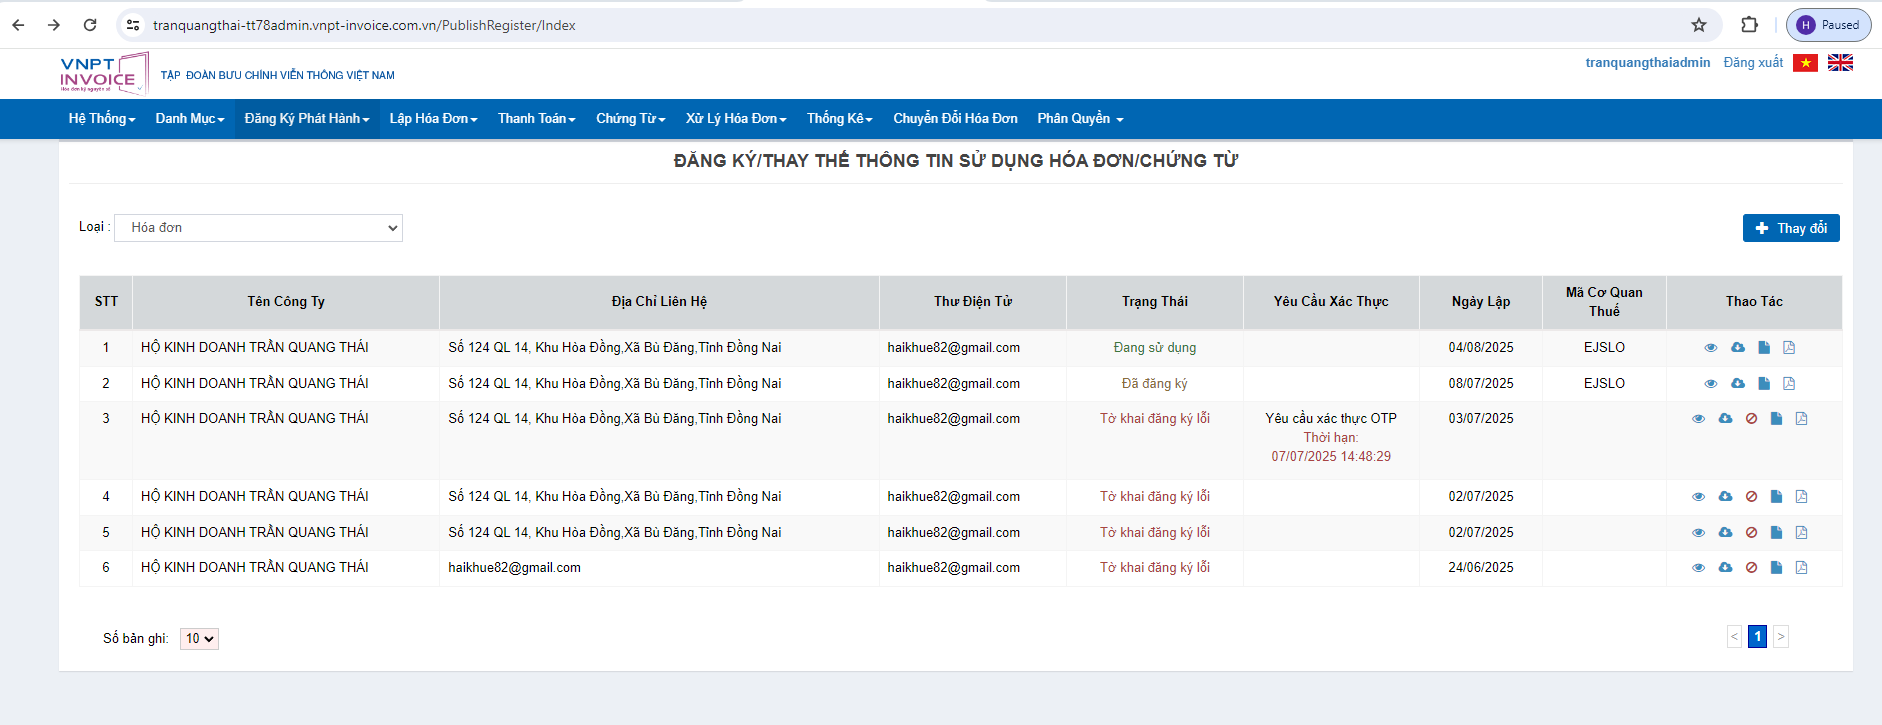 tranquangthai-tt78admin.vnpt-invoice.com.vn/PublishRegister/Index
H Paused
VNPT INVOICE
Hóa đơn kỷ nguyên số
TẬP ĐOÀN BƯU CHÍNH VIỄN THÔNG VIỆT NAM
tranquangthaiadmin Đăng xuất
Hệ Thống Danh Mục Đăng Ký Phát Hành Lập Hóa Đơn Thanh Toán Chứng Từ Xử Lý Hóa Đơn Thống Kê Chuyển Đổi Hóa Đơn Phân Quyền
ĐĂNG KÝ/THAY THẾ THÔNG TIN SỬ DỤNG HÓA ĐƠN/CHỨNG TỪ
Loại : Hóa đơn
Thay đổi
STT Tên Công Ty Địa Chỉ Liên Hệ Thư Điện Tử Trạng Thái Yêu Cầu Xác Thực Ngày Lập Mã Cơ Quan Thuế Thao Tác
1 HỘ KINH DOANH TRẦN QUANG THÁI Số 124 QL 14, Khu Hòa Đồng,Xã Bù Đăng,Tỉnh Đồng Nai haikhue82@gmail.com Đang sử dụng 04/08/2025 EJSLO
2 HỘ KINH DOANH TRẦN QUANG THÁI Số 124 QL 14, Khu Hòa Đồng,Xã Bù Đăng,Tỉnh Đồng Nai haikhue82@gmail.com Đã đăng ký 08/07/2025 EJSLO
3 HỘ KINH DOANH TRẦN QUANG THÁI Số 124 QL 14, Khu Hòa Đồng,Xã Bù Đăng,Tỉnh Đồng Nai haikhue82@gmail.com Tờ khai đăng ký lỗi Yêu cầu xác thực OTP 03/07/2025
Thời hạn:
07/07/2025 14:48:29
4 HỘ KINH DOANH TRẦN QUANG THÁI Số 124 QL 14, Khu Hòa Đồng,Xã Bù Đăng,Tỉnh Đồng Nai haikhue82@gmail.com Tờ khai đăng ký lỗi 02/07/2025
5 HỘ KINH DOANH TRẦN QUANG THÁI Số 124 QL 14, Khu Hòa Đồng,Xã Bù Đăng,Tỉnh Đồng Nai haikhue82@gmail.com Tờ khai đăng ký lỗi 02/07/2025
6 HỘ KINH DOANH TRẦN QUANG THÁI haikhue82@gmail.com haikhue82@gmail.com Tờ khai đăng ký lỗi 24/06/2025
Số bản ghi: 10
< 1 >